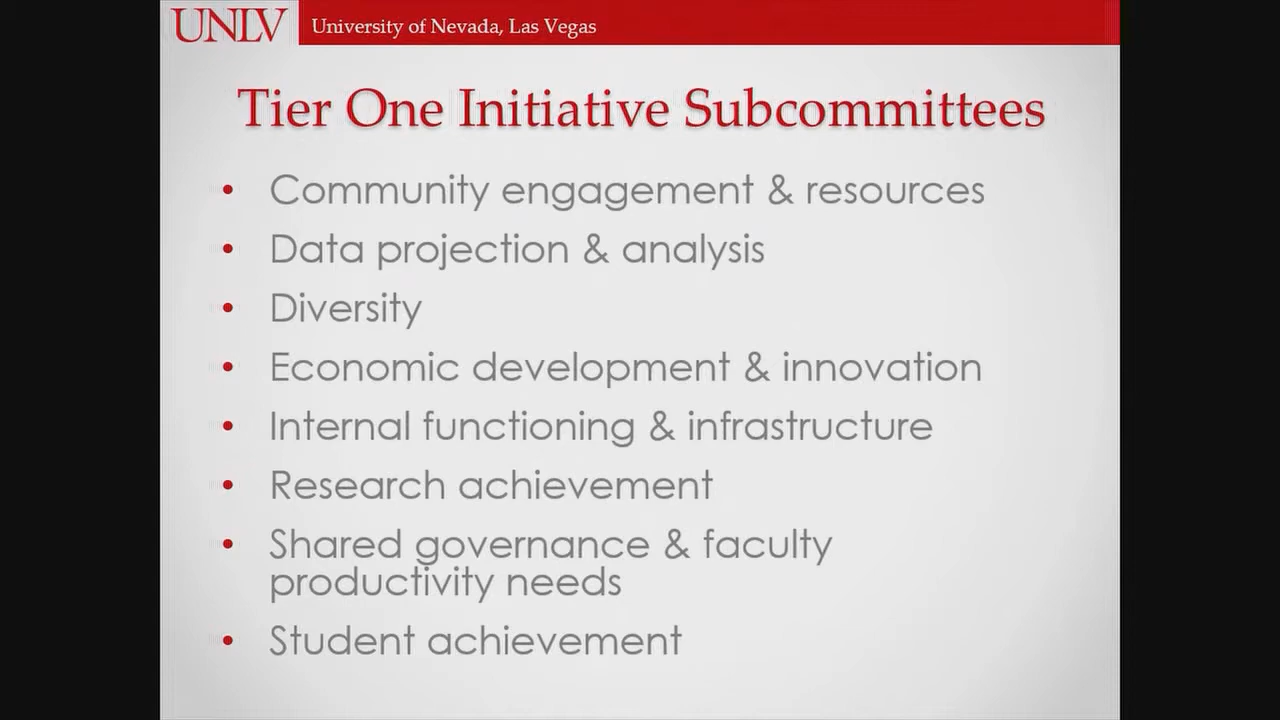 UNLV University of Nevada, Las Vegas
Tier One Initiative Subcommittees
• Community engagement & resources
• Data projection & analysis
• Diversity
• Economic development & innovation
• Internal functioning & infrastructure
• Research achievement
• Shared governance & faculty
productivity needs
• Student achievement